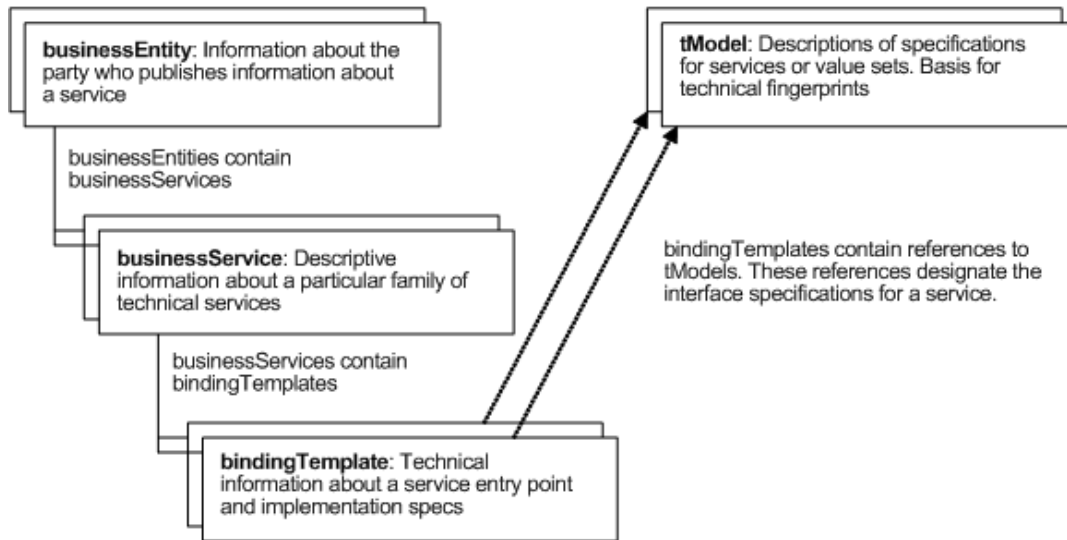 businessEntity: Information about the
party who publishes information about
a service
tModel: Descriptions of specifications
for services or value sets. Basis for
technical fingerprints
businessEntities contain
businessServices
businessService: Descriptive
information about a particular family of
technical services
bindingTemplates contain references to
tModels. These references designate the
interface specifications for a service.
businessServices contain
bindingTemplates
bindingTemplate: Technical
information about a service entry point
and implementation specs